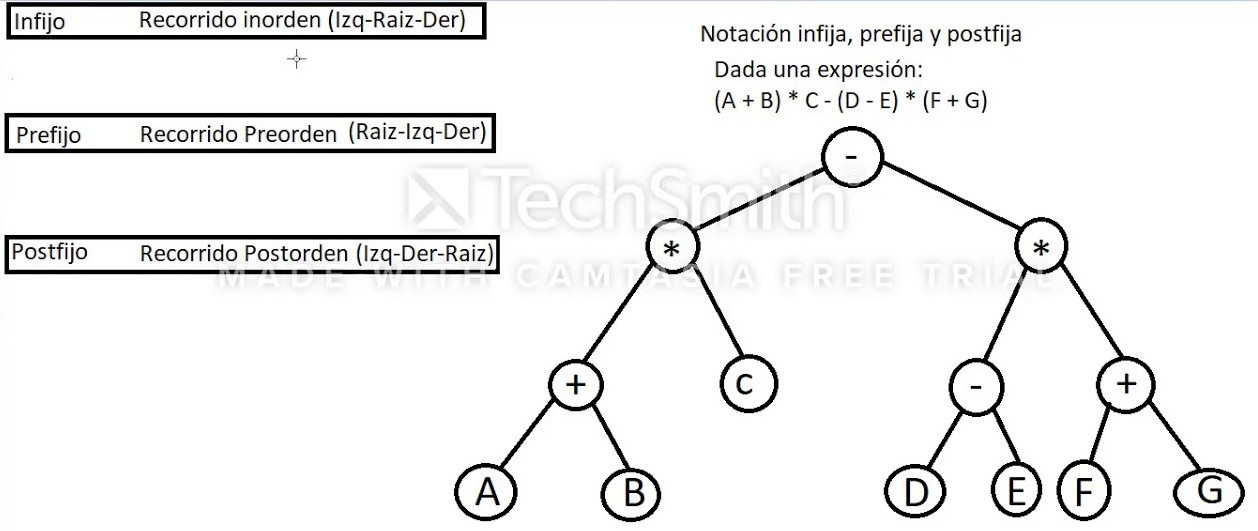 Infijo Recorrido inorden (Izq-Raiz-Der)
Prefijo Recorrido Preorden (Raiz-Izq-Der)
Postfijo Recorrido Postorden (Izq-Der-Raiz)
Notación infija, prefija y postfija
Dada una expresión:
(A + B) * C - (D - E) * (F + G)
TechSmith
MADE WITH CAMTASIA FREE TRIAL
-
* *
+ C - +
A B D E F G